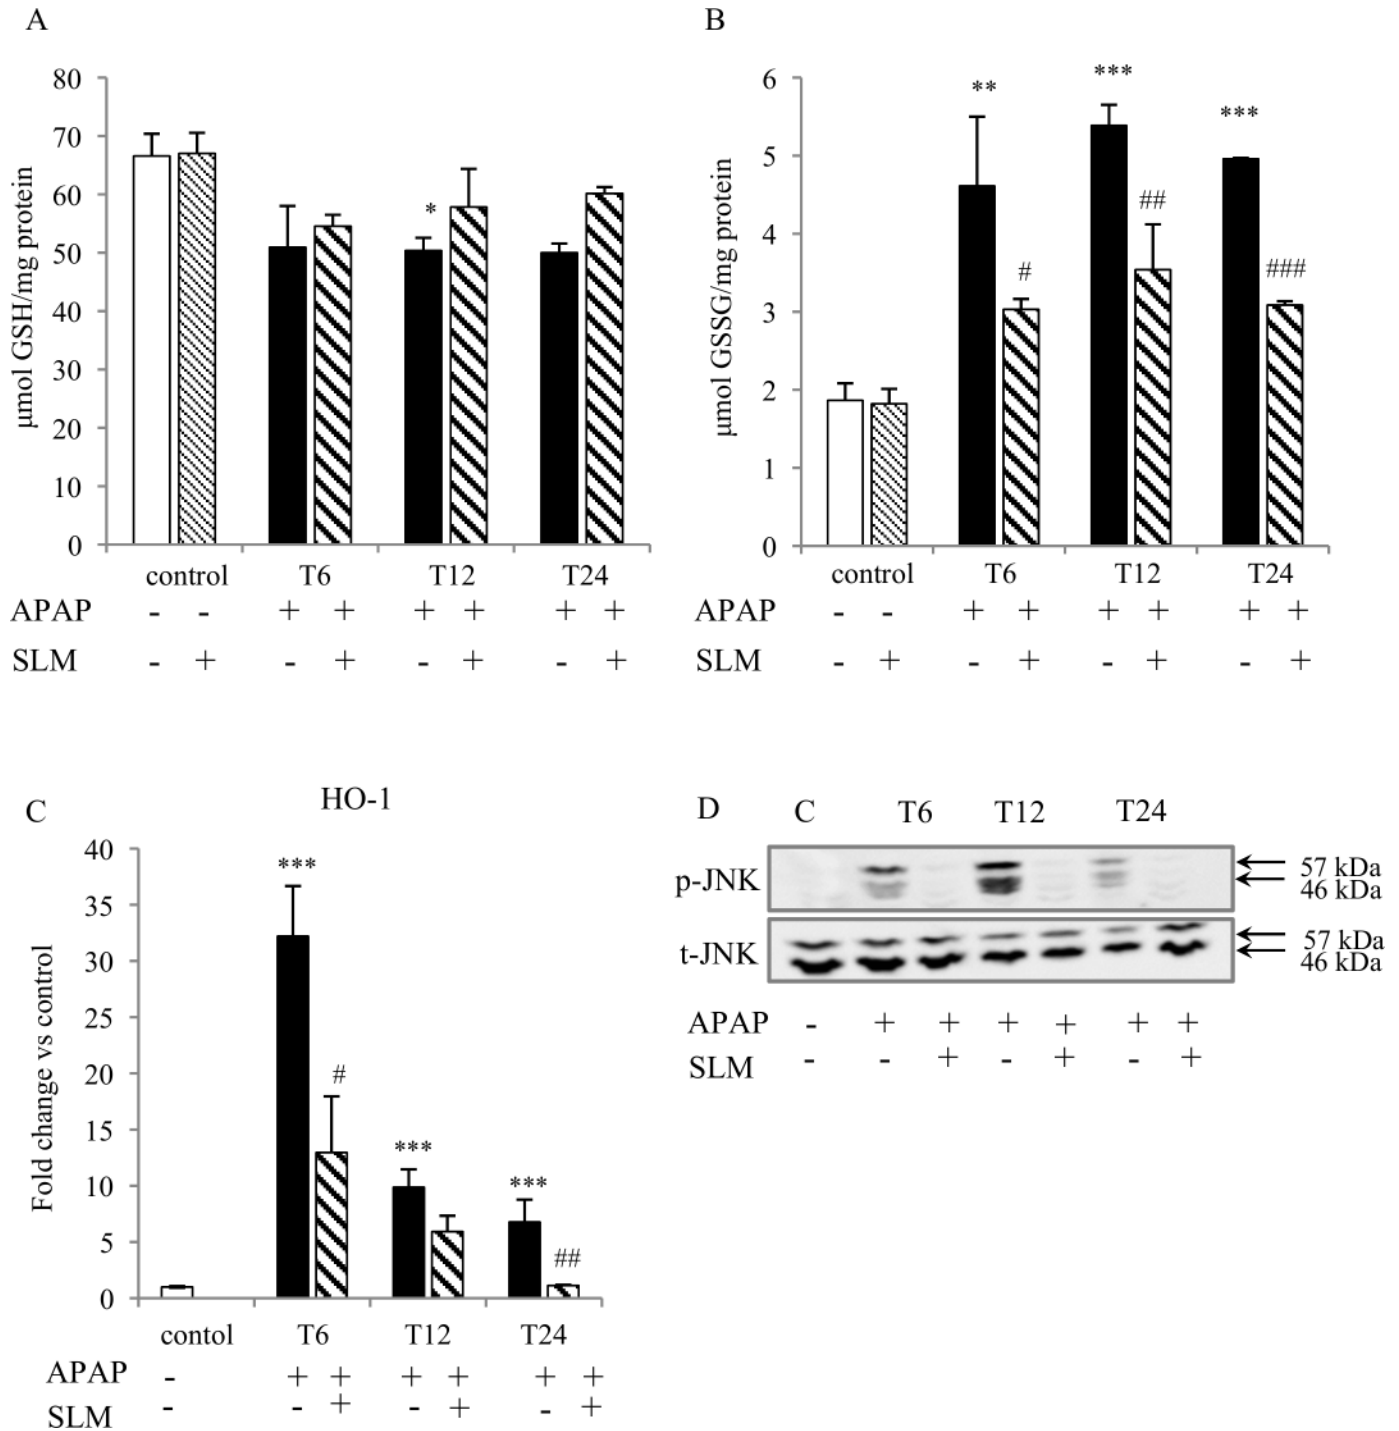 A
µmol GSH/mg protein
80
70
60
50
40
30
20
10
0
*
control T6 T12 T24
APAP - - + + + + + +
SLM - + - + - + - +
B
µmol GSSG/mg protein
6
5
4
3
2
1
0
** *** ***
# ## ###
control T6 T12 T24
APAP - - + + + + + +
SLM - + - + - + - +
C
HO-1
Fold change vs control
40
35
30
25
20
15
10
5
0
*** # *** *** ##
contol T6 T12 T24
APAP - + + + + + +
SLM - - + - + - +
D C T6 T12 T24
p-JNK 57 kDa
46 kDa
t-JNK 57 kDa
46 kDa
APAP - + + + + + +
SLM - - + - + - +